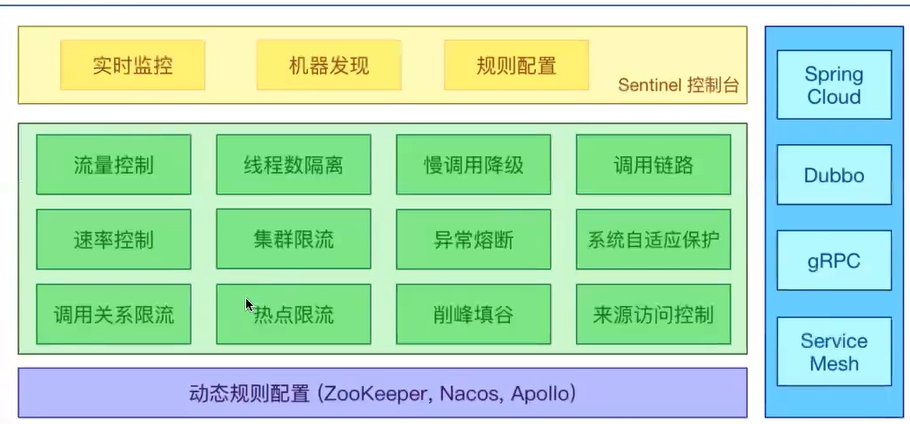 实时监控
机器发现
规则配置
Sentinel 控制台
流量控制
线程数隔离
慢调用降级
调用链路
速率控制
集群限流
异常熔断
系统自适应保护
调用关系限流
热点限流
削峰填谷
来源访问控制
动态规则配置 (ZooKeeper, Nacos, Apollo)
Spring
Cloud
Dubbo
gRPC
Service
Mesh